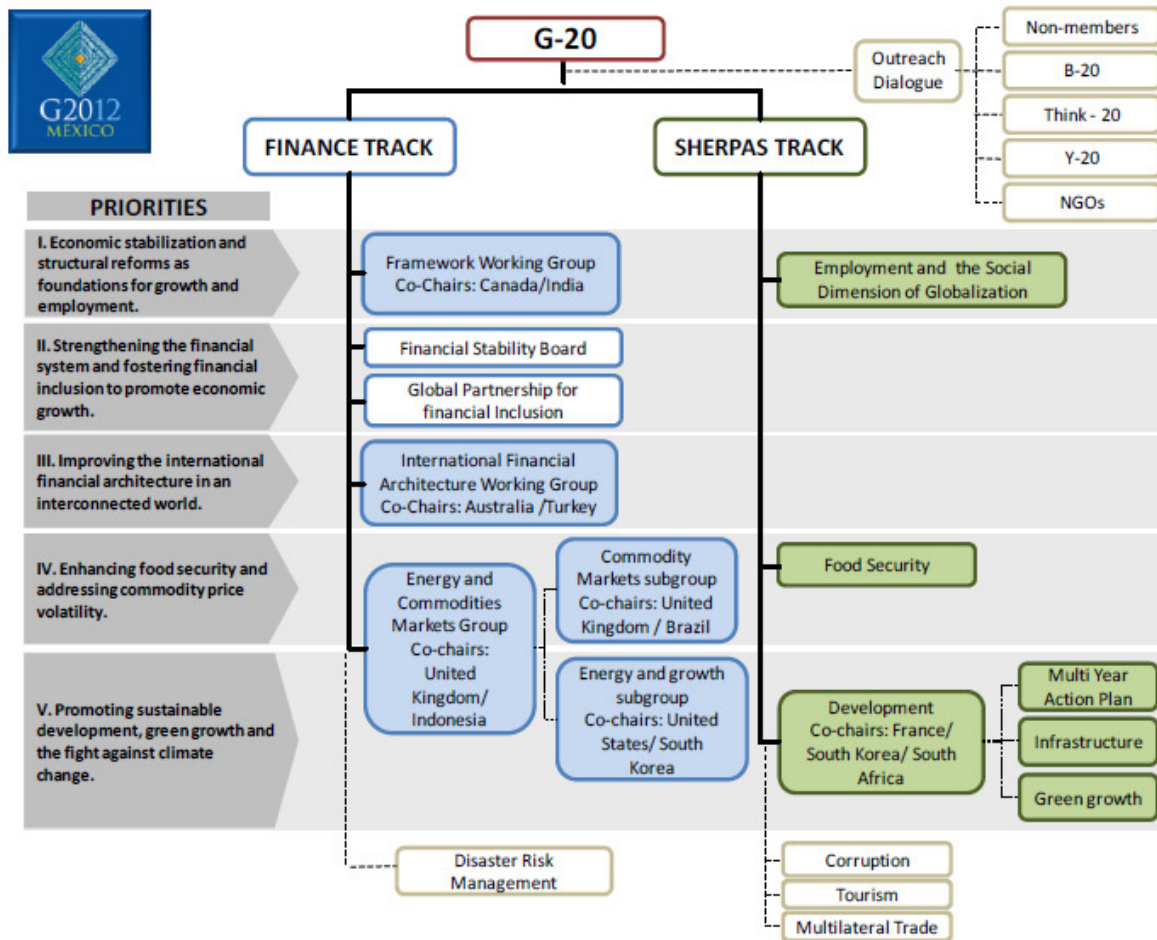 G2012
MÉXICO
G-20
Outreach
Dialogue
Non-members
B-20
Think - 20
Y-20
NGOs
FINANCE TRACK
SHERPAS TRACK
PRIORITIES
I. Economic stabilization and
structural reforms as
foundations for growth and
employment.
Framework Working Group
Co-Chairs: Canada/India
Employment and the Social
Dimension of Globalization
II. Strengthening the financial
system and fostering financial
inclusion to promote economic
growth.
Financial Stability Board
Global Partnership for
financial Inclusion
III. Improving the international
financial architecture in an
interconnected world.
International Financial
Architecture Working Group
Co-Chairs: Australia /Turkey
IV. Enhancing food security and
addressing commodity price
volatility.
Energy and
Commodities
Markets Group
Co-chairs:
United
Kingdom/
Indonesia
Commodity
Markets subgroup
Co-chairs: United
Kingdom / Brazil
Food Security
V. Promoting sustainable
development, green growth and
the fight against climate
change.
Energy and growth
subgroup
Co-chairs: United
States/ South
Korea
Development
Co-chairs: France/
South Korea/ South
Africa
Multi Year
Action Plan
Infrastructure
Green growth
Disaster Risk
Management
Corruption
Tourism
Multilateral Trade